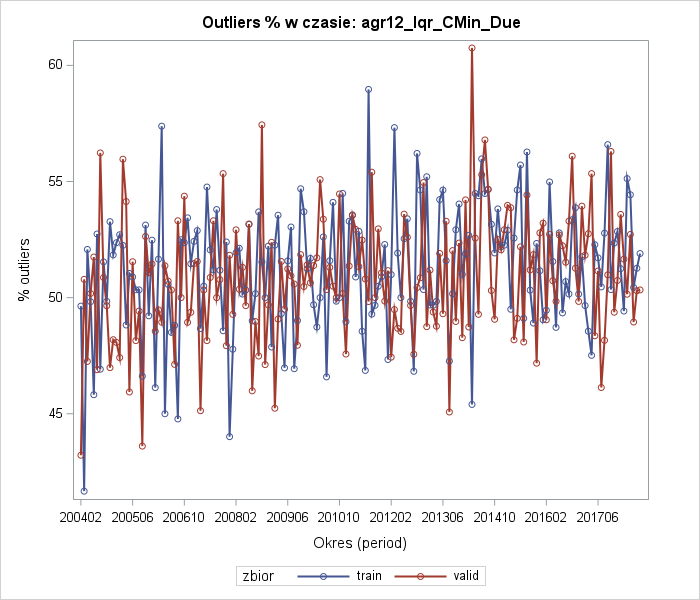 Outliers % w czasie: agr12_Iqr_CMin_Due
60
55
50
45
% outliers
200402 200506 200610 200802 200906 201010 201202 201306 201410 201602 201706
Okres (period)
zbior train valid